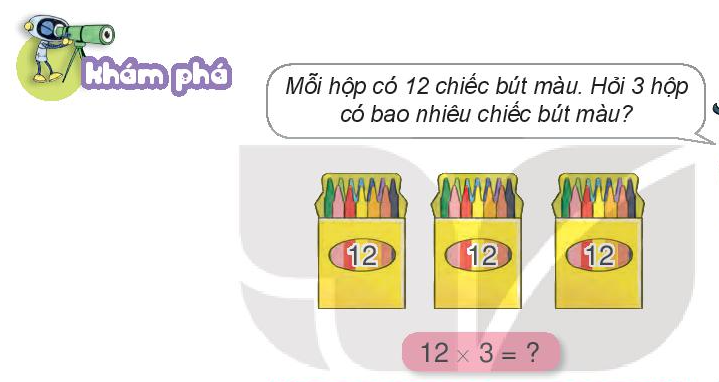 khám phá
Mỗi hộp có 12 chiếc bút màu. Hỏi 3 hộp
có bao nhiêu chiếc bút màu?
12
12
12
12 × 3 = ?